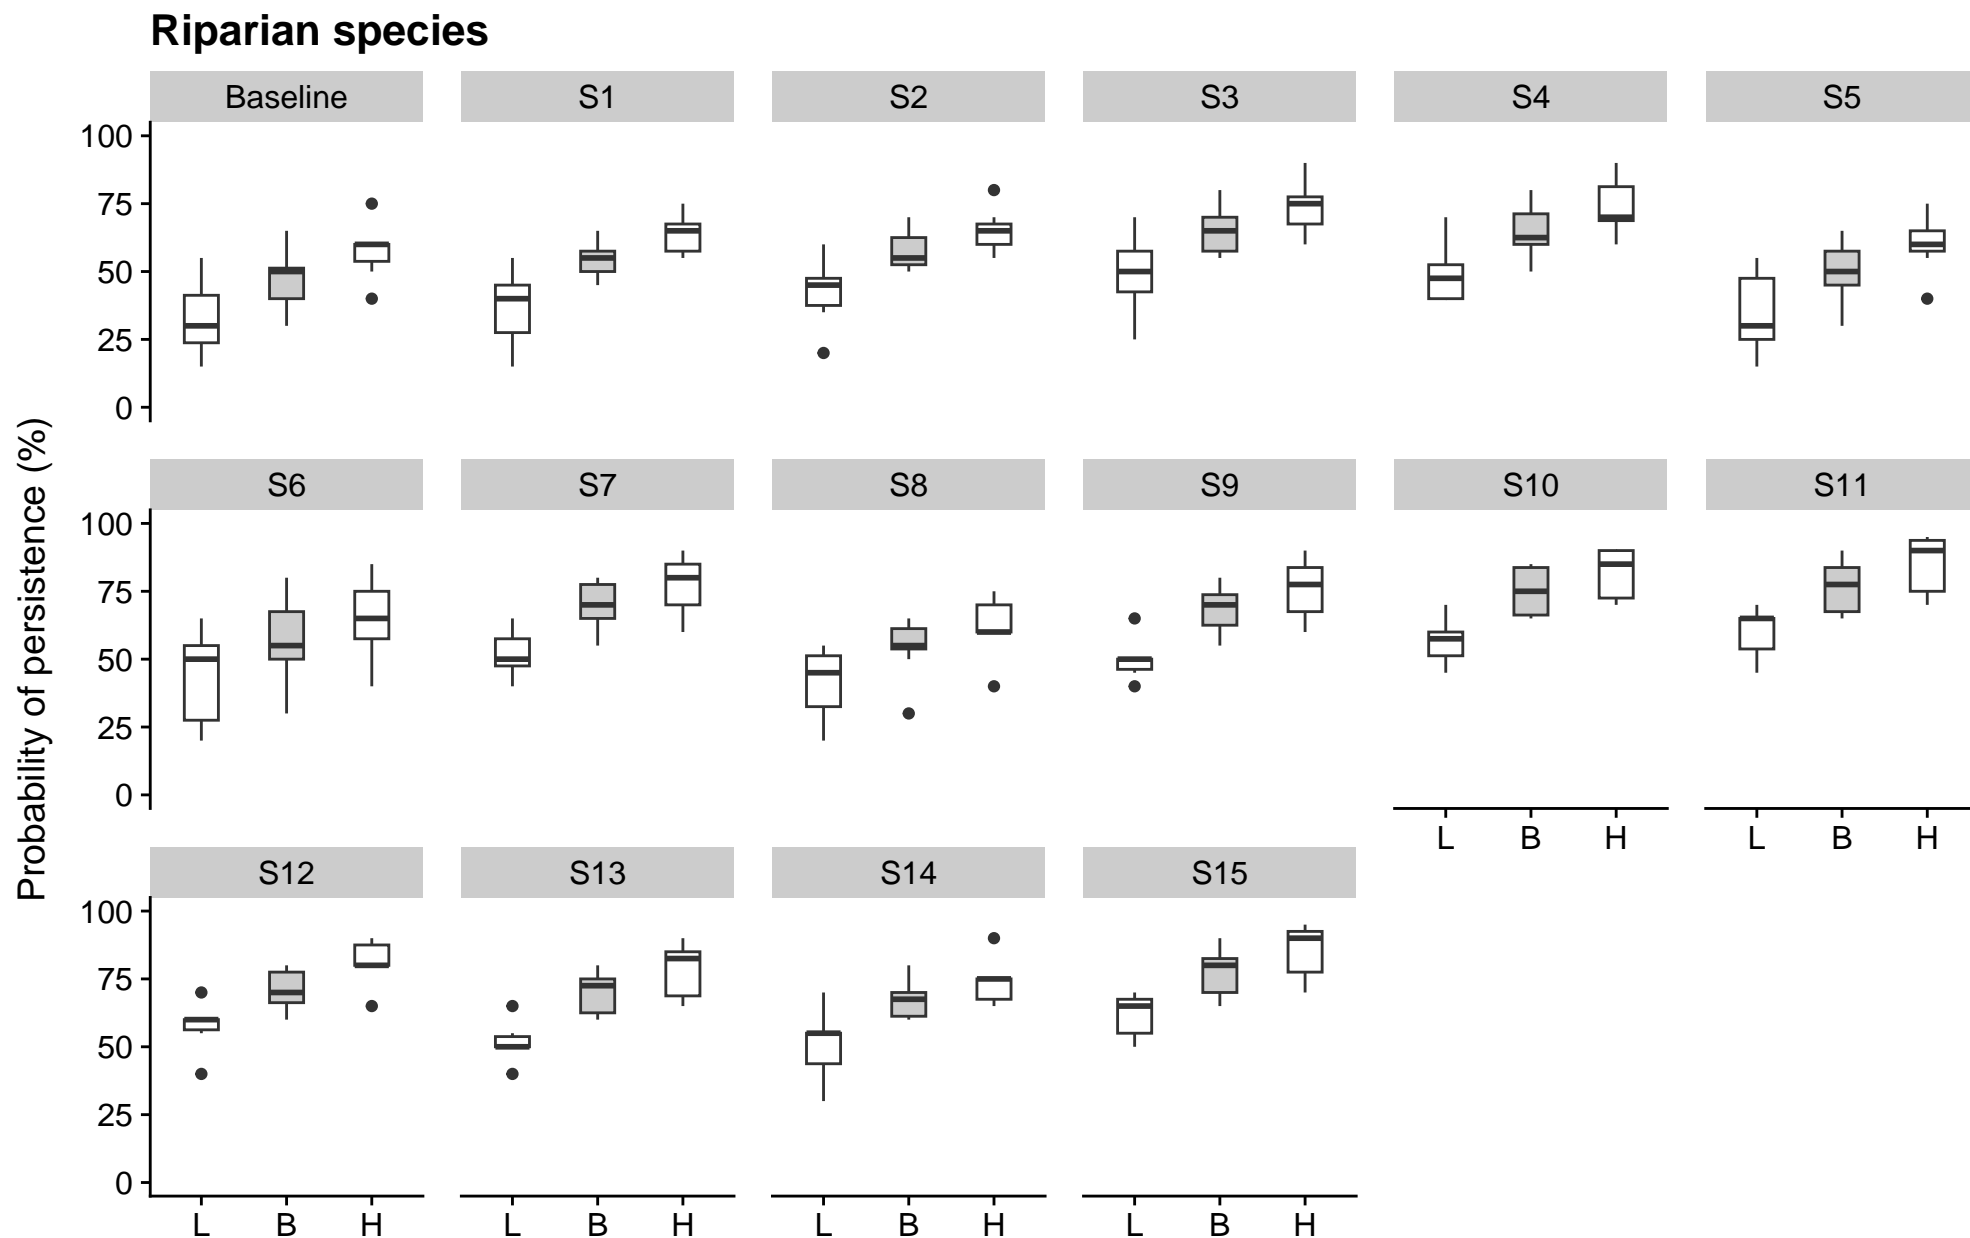 Riparian species
Baseline S1 S2 S3 S4 S5
100
75
50
25
0
Probability of persistence (%)
S6 S7 S8 S9 S10 S11
100
75
50
25
0
L B H L B H
S12 S13 S14 S15
100
75
50
25
0
L B H L B H L B H L B H